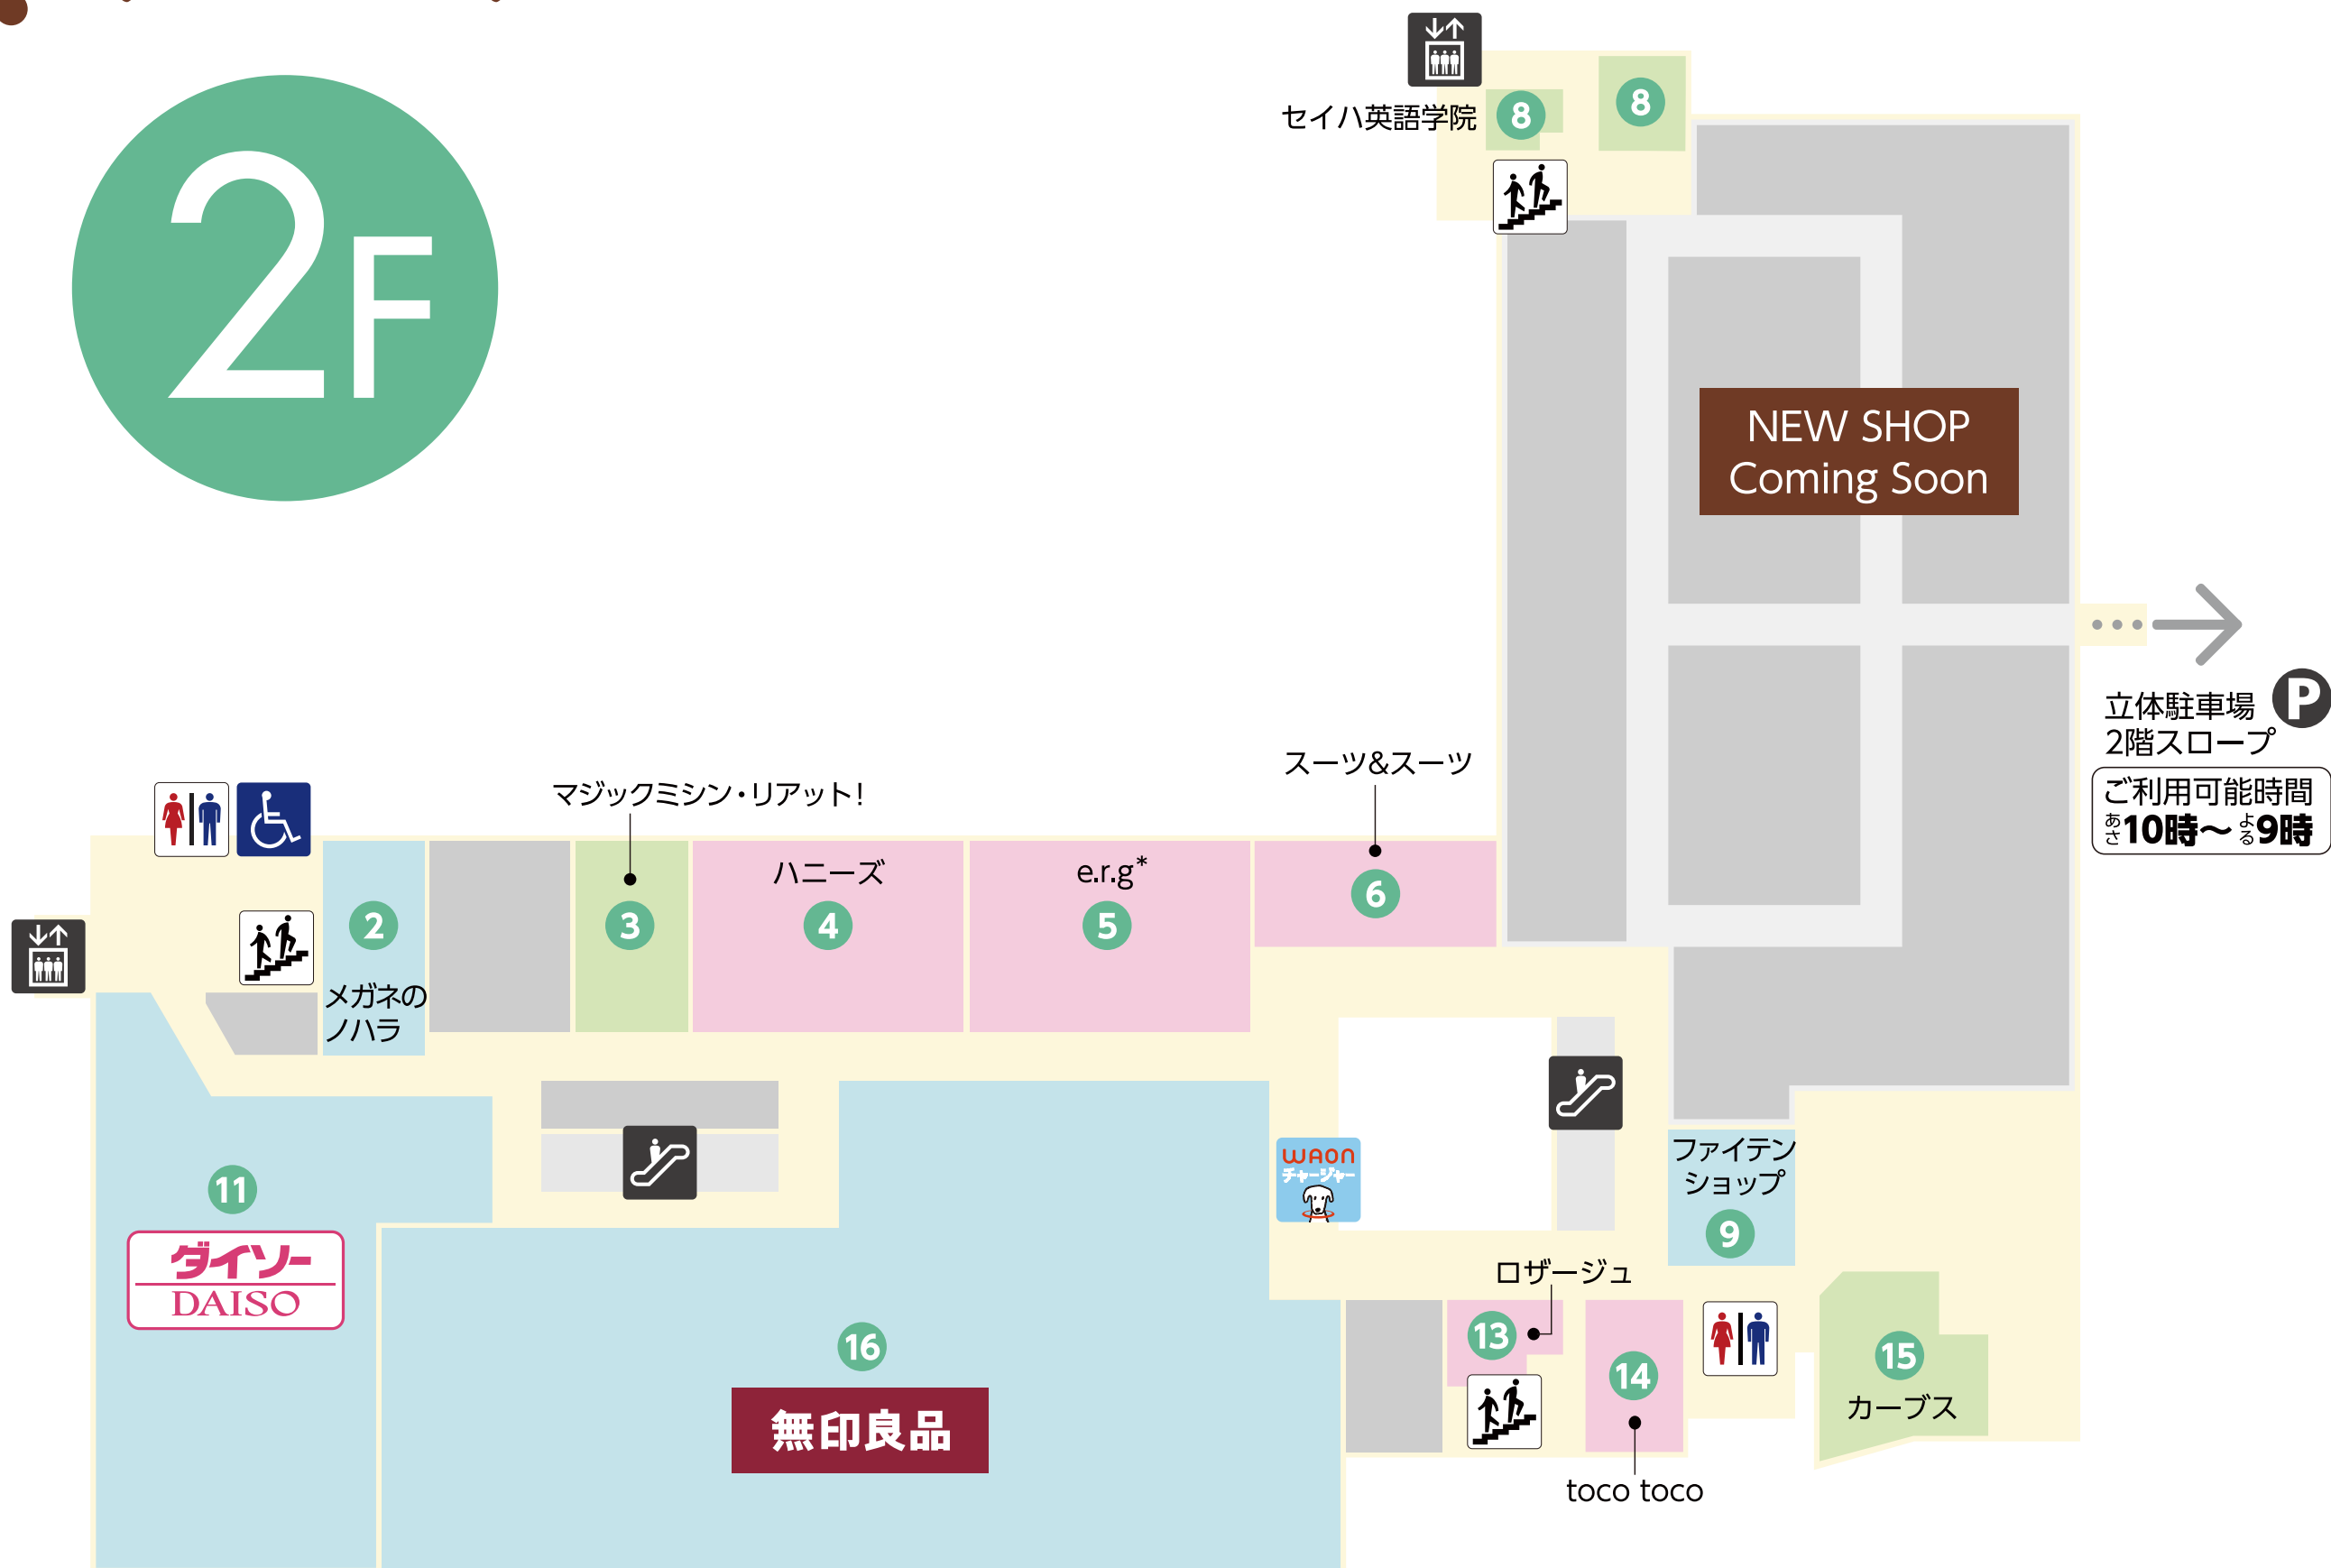 2F
セイハ英語学院
8
8
NEW SHOP
Coming Soon
立体駐車場 P
2階スロープ
ご利用可能時間
あさ10時～よる9時
スーツ&スーツ
6
マジックミシン・リアット!
3
ハニーズ
4
e.r.g*
5
2
メガネの
ノハラ
11
ダイソー
DAISO
16
無印良品
WAON
チャージャー
ファイテン
ショップ
9
ロザージュ
13
14
toco toco
15
カーブス